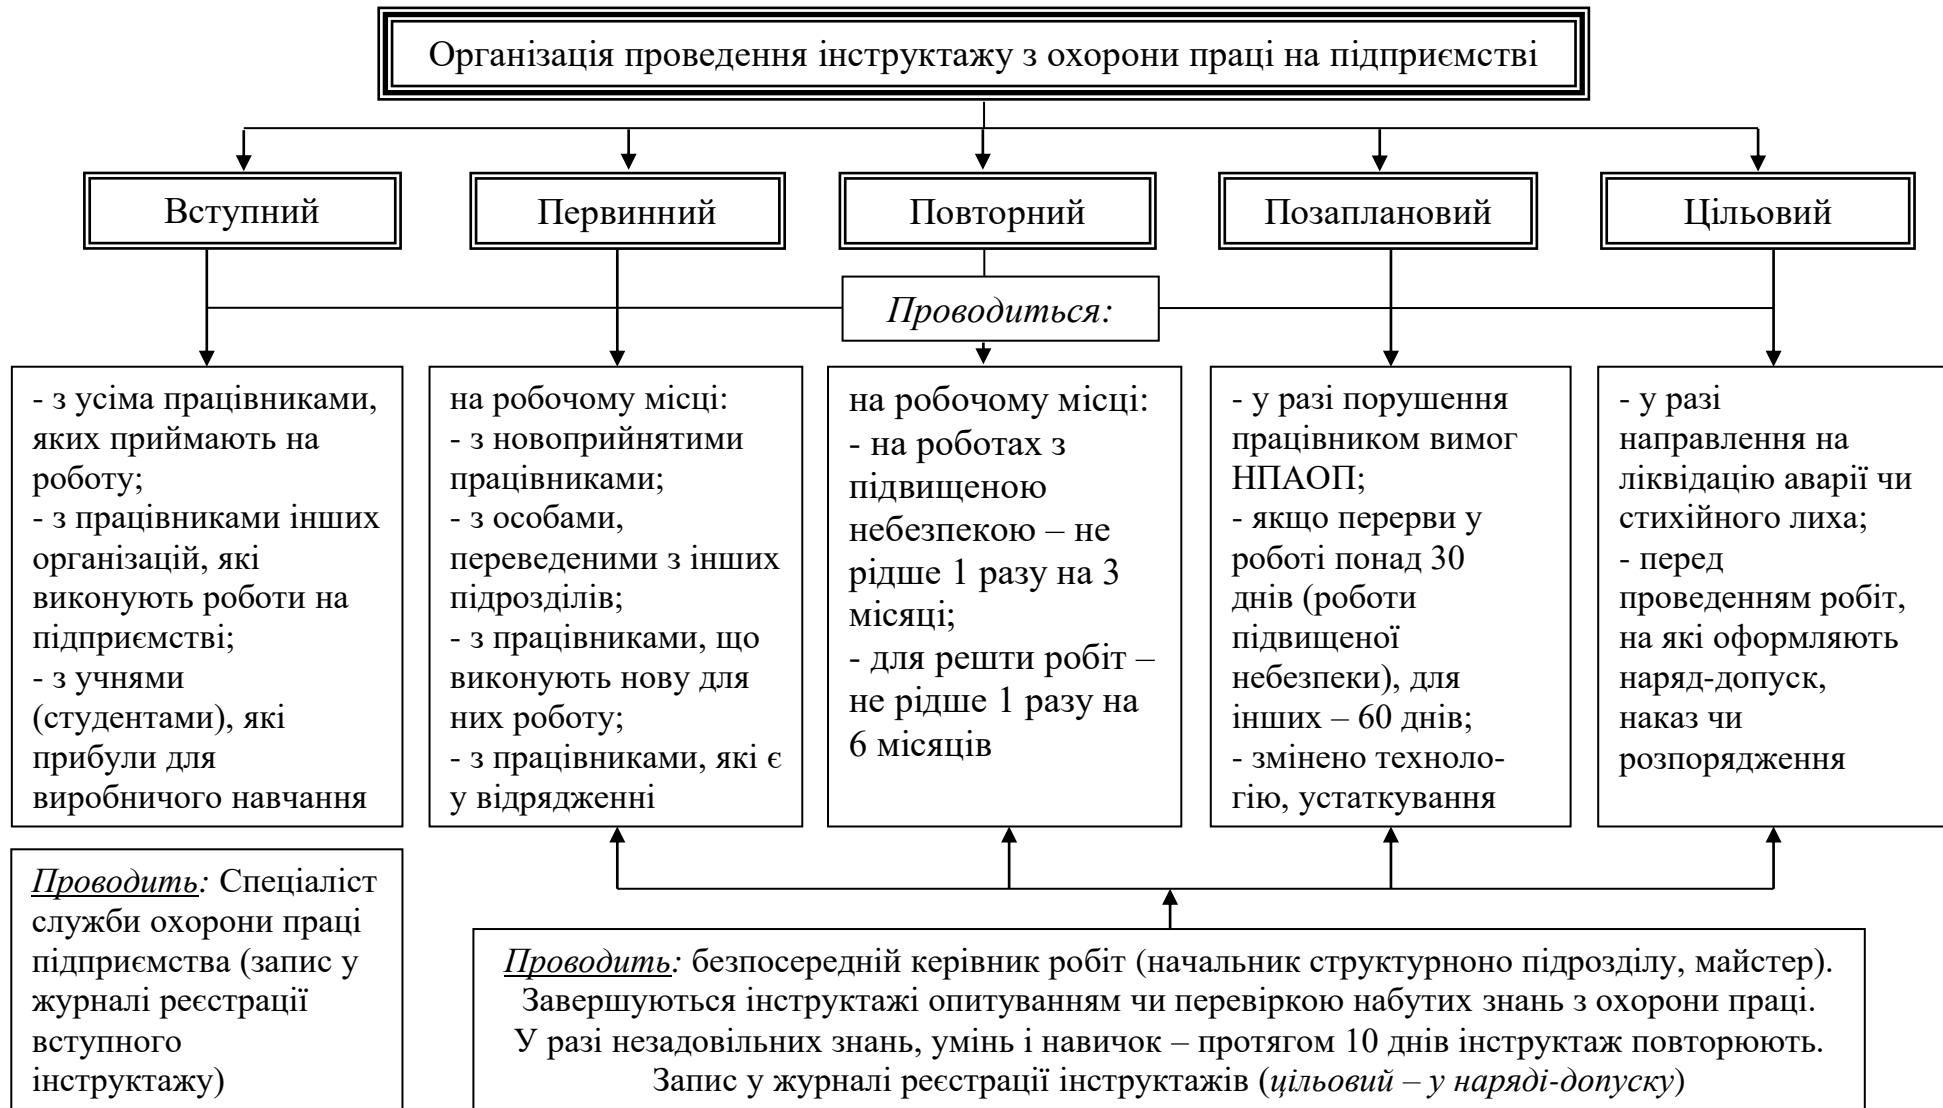 Організація проведення інструктажу з охорони праці на підприємстві
Вступний
Первинний
Повторний
Позаплановий
Цільовий
Проводиться:
- з усіма працівниками,
яких приймають на
роботу;
- з працівниками інших
організацій, які
виконують роботи на
підприємстві;
- з учнями
(студентами), які
прибули для
виробничого навчання
на робочому місці:
- з новоприйнятими
працівниками;
- з особами,
переведеними з інших
підрозділів;
- з працівниками, що
виконують нову для
них роботу;
- з працівниками, які є
у відрядженні
на робочому місці:
- на роботах з
підвищеною
небезпекою – не
рідше 1 разу на 3
місяці;
- для решти робіт –
не рідше 1 разу на
6 місяців
- у разі порушення
працівником вимог
НПАОП;
- якщо перерви у
роботі понад 30
днів (роботи
підвищеної
небезпеки), для
інших – 60 днів;
- змінено техноло-
гію, устаткування
- у разі
направлення на
ліквідацію аварії чи
стихійного лиха;
- перед
проведенням робіт,
на які оформляють
наряд-допуск,
наказ чи
розпорядження
Проводить: Спеціаліст
служби охорони праці
підприємства (запис у
журналі реєстрації
вступного
інструктажу)
Проводить: безпосередній керівник робіт (начальник структурноно підрозділу, майстер).
Завершуються інструктажі опитуванням чи перевіркою набутих знань з охорони праці.
У разі незадовільних знань, умінь і навичок – протягом 10 днів інструктаж повторюють.
Запис у журналі реєстрації інструктажів (цільовий – у наряді-допуску)